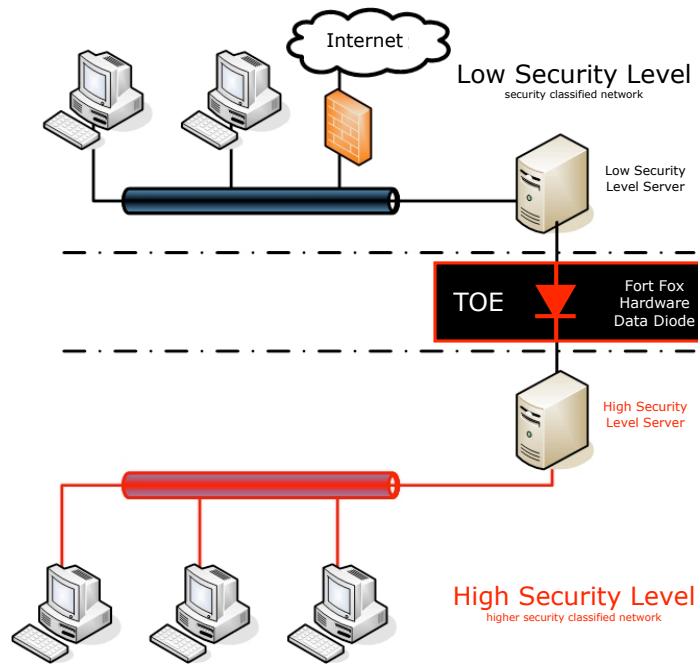 Internet
Low Security Level
security classified network
Low Security
Level Server
TOE
Fort Fox
Hardware
Data Diode
High Security
Level Server
High Security Level
higher security classified network